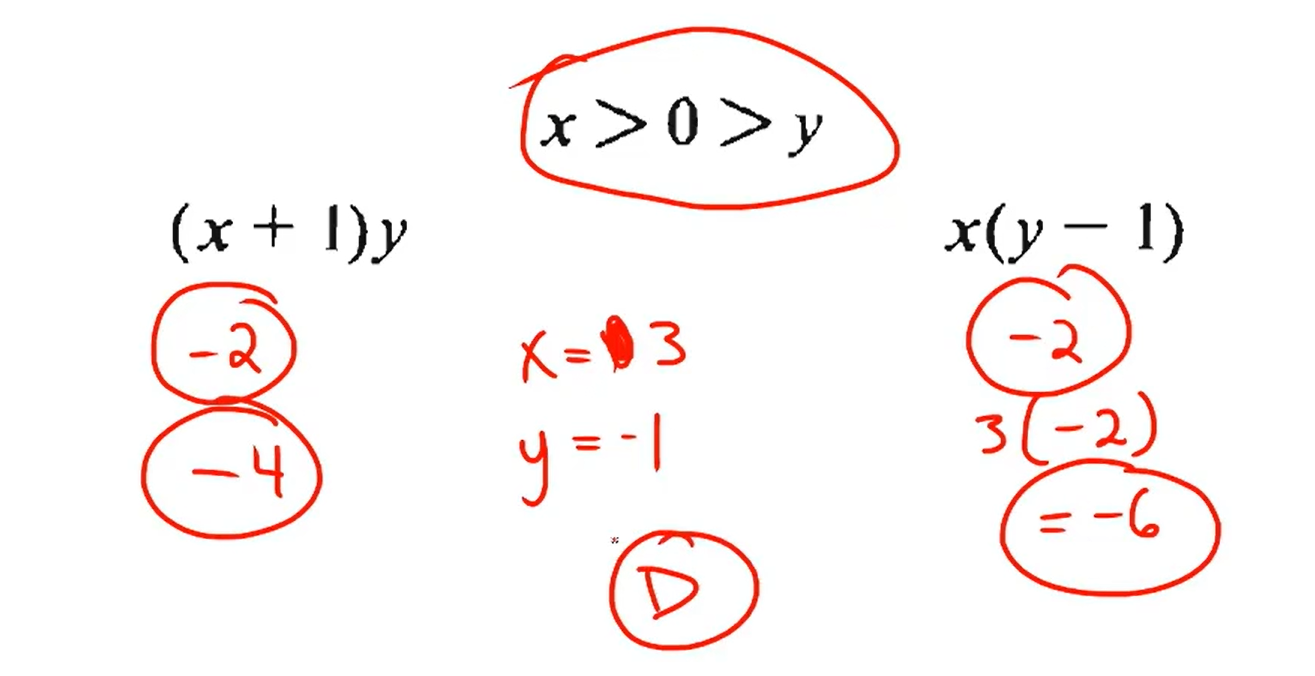 x > 0 > y
(x + 1)y
x(y − 1)
-2
x = 3
-2
y = -1
3(-2)
-4
= -6
D